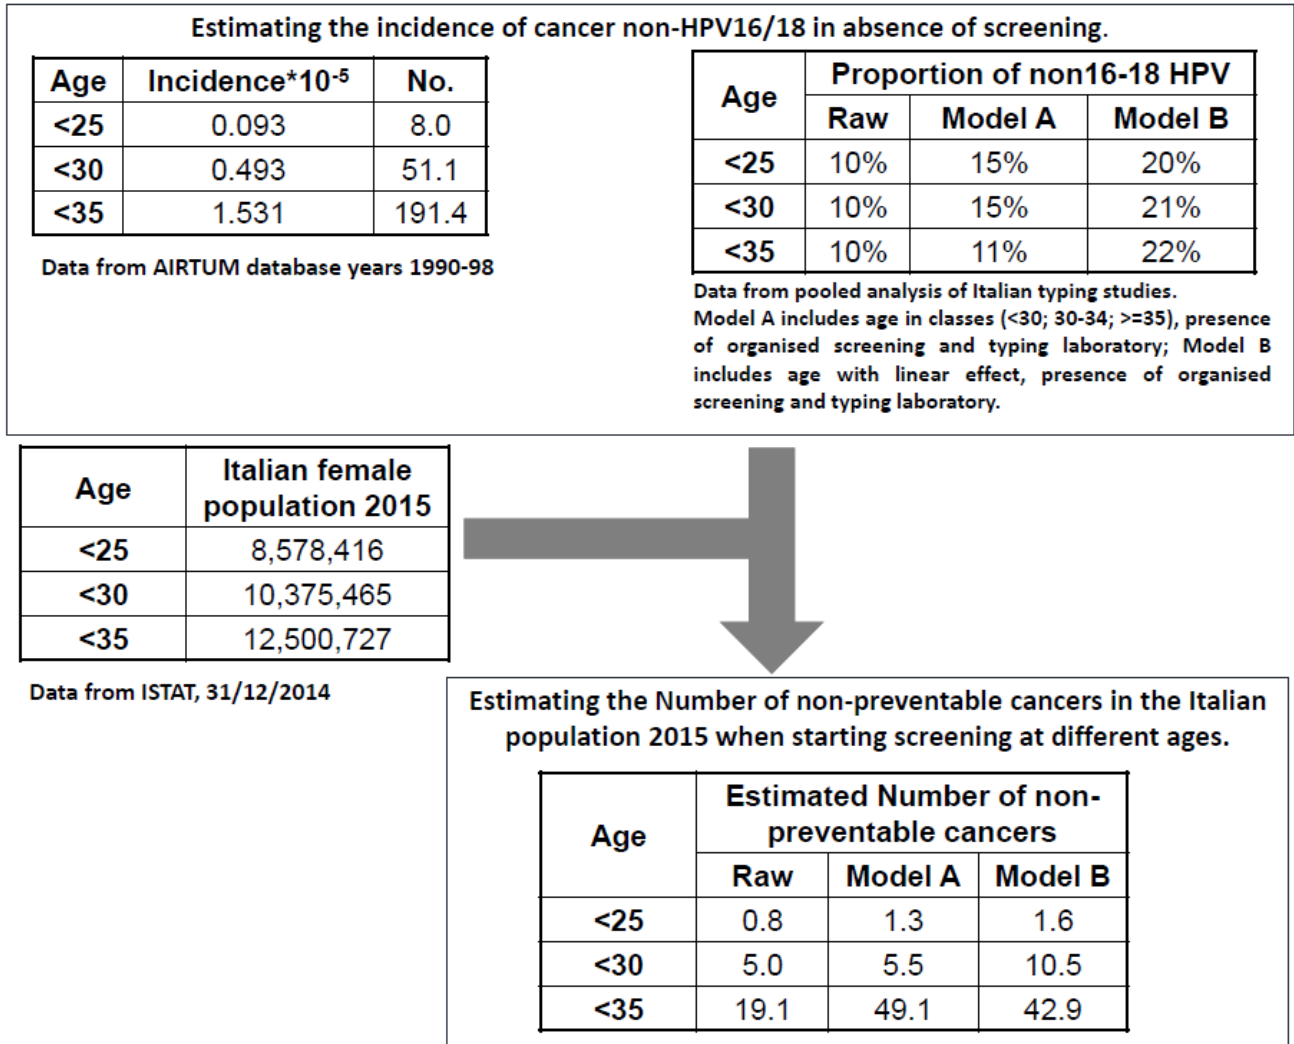 Estimating the incidence of cancer non-HPV16/18 in absence of screening.
Age Incidence*10-5 No.
<25 0.093 8.0
<30 0.493 51.1
<35 1.531 191.4
Data from AIRTUM database years 1990-98
Age Proportion of non16-18 HPV
Raw Model A Model B
<25 10% 15% 20%
<30 10% 15% 21%
<35 10% 11% 22%
Data from pooled analysis of Italian typing studies.
Model A includes age in classes (<30; 30-34; >=35), presence
of organised screening and typing laboratory; Model B
includes age with linear effect, presence of organised
screening and typing laboratory.
Age Italian female
population 2015
<25 8,578,416
<30 10,375,465
<35 12,500,727
Data from ISTAT, 31/12/2014
Estimating the Number of non-preventable cancers in the Italian
population 2015 when starting screening at different ages.
Age Estimated Number of non-
preventable cancers
Raw Model A Model B
<25 0.8 1.3 1.6
<30 5.0 5.5 10.5
<35 19.1 49.1 42.9